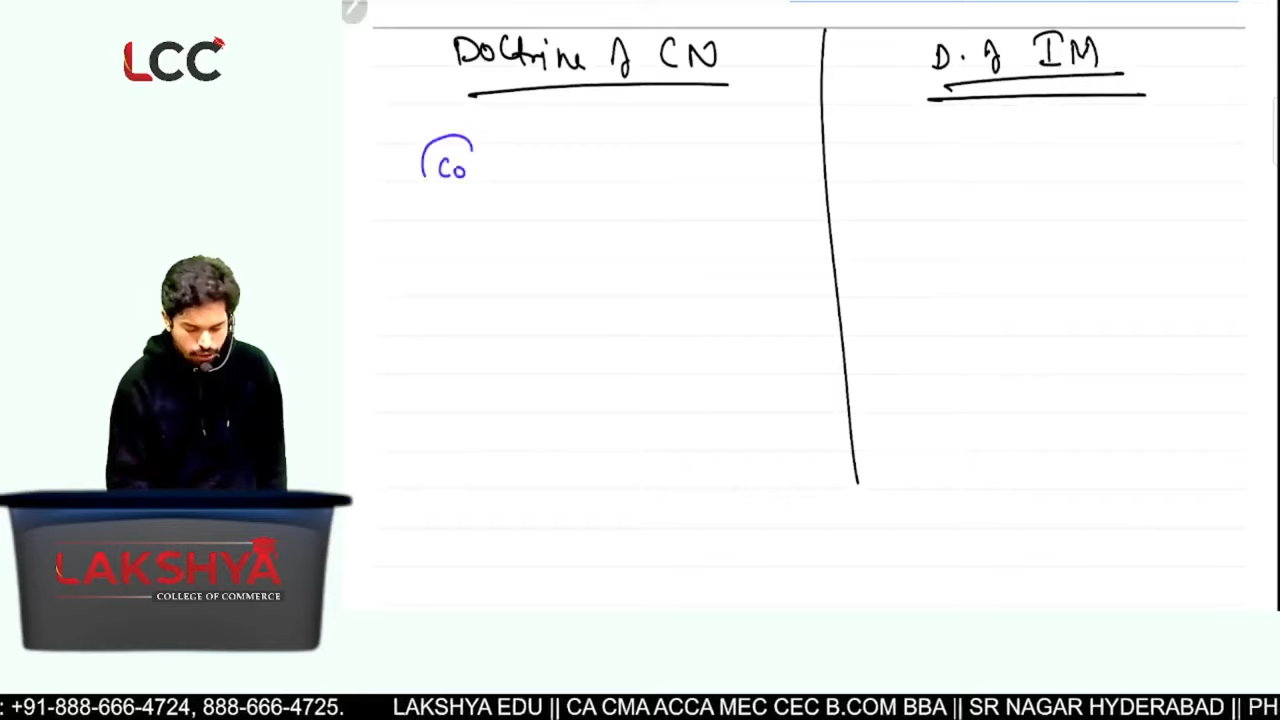 LCC
Doctrine of CN
D. of IM
Co
LAKSHYA
COLLEGE OF COMMERCE
: +91-888-666-4724, 888-666-4725. LAKSHYA EDU || CA CMA ACCA MEC CEC B.COM BBA || SR NAGAR HYDERABAD || PH